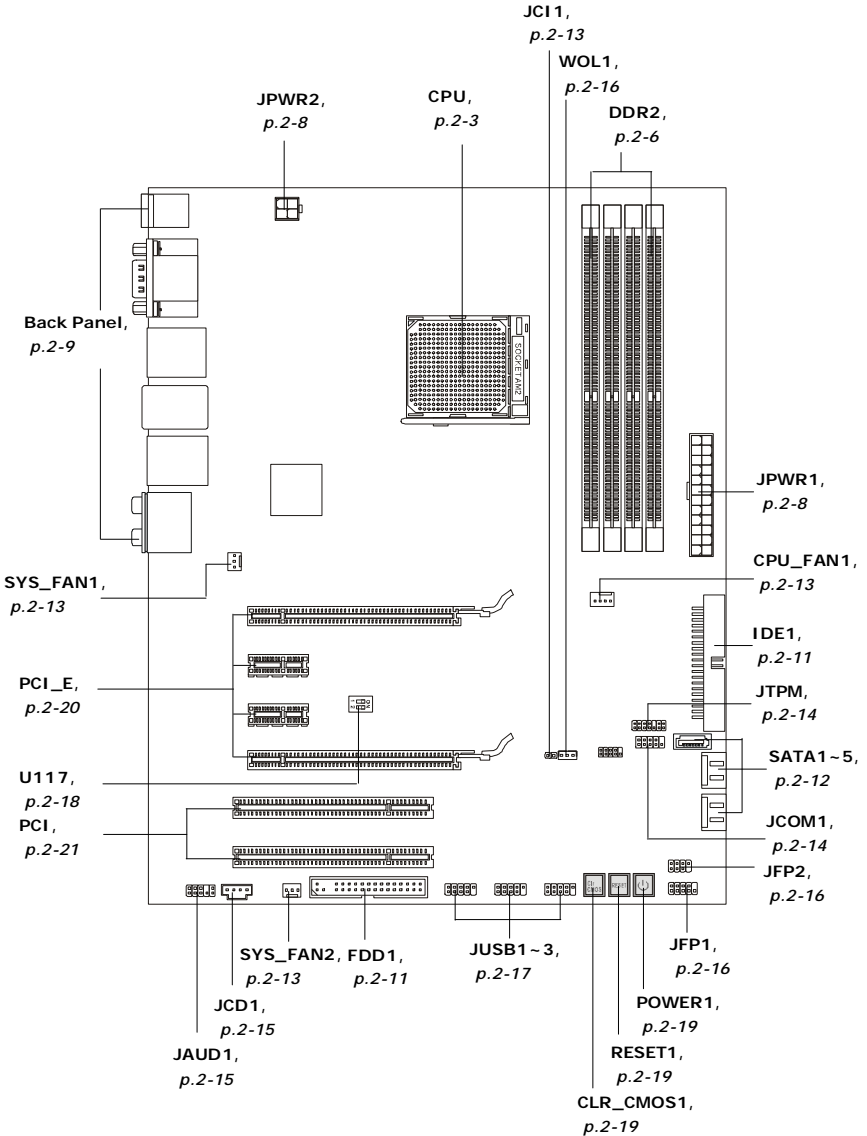 JCI1,
p.2-13
WOL1,
p.2-16
JPWR2,
p.2-8
CPU,
p.2-3
DDR2,
p.2-6
Back Panel,
p.2-9
SOCKET AM2
JPWR1,
p.2-8
SYS_FAN1,
p.2-13
CPU_FAN1,
p.2-13
IDE1,
p.2-11
PCI_E,
p.2-20
JTPM,
p.2-14
U117,
p.2-18
SATA1~5,
p.2-12
PCI,
p.2-21
JCOM1,
p.2-14
JFP2,
p.2-16
CMOS
RESET
SYS_FAN2,
p.2-13
FDD1,
p.2-11
JUSB1~3,
p.2-17
JFP1,
p.2-16
JCD1,
p.2-15
POWER1,
p.2-19
JAUD1,
p.2-15
RESET1,
p.2-19
CLR_CMOS1,
p.2-19